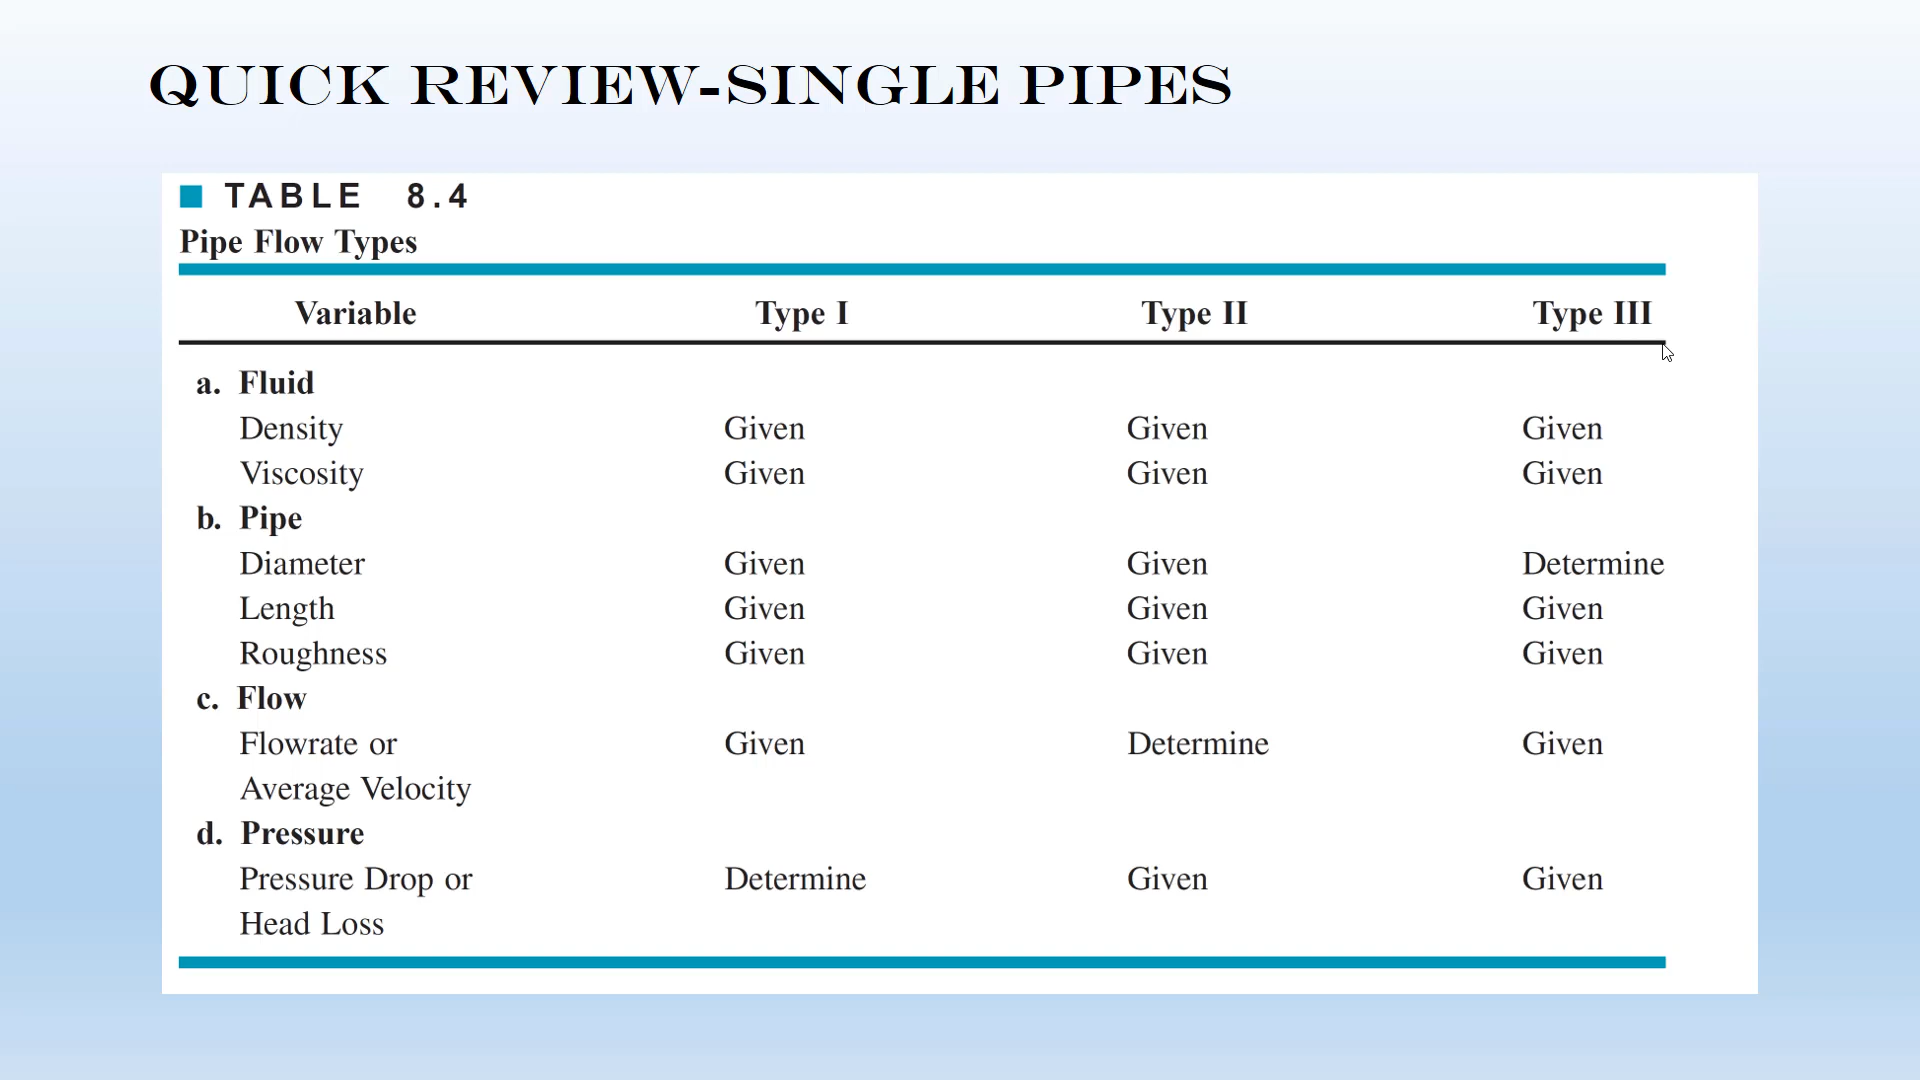 QUICK REVIEW-SINGLE PIPES
TABLE 8.4
Pipe Flow Types
Variable Type I Type II Type III
a. Fluid
Density Given Given Given
Viscosity Given Given Given
b. Pipe
Diameter Given Given Determine
Length Given Given Given
Roughness Given Given Given
c. Flow
Flowrate or Given Determine Given
Average Velocity
d. Pressure
Pressure Drop or Determine Given Given
Head Loss